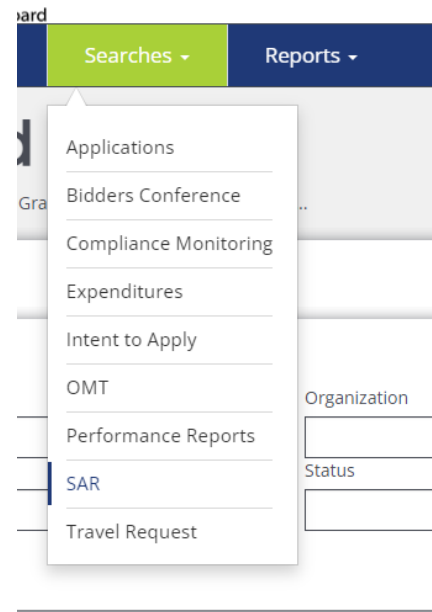 Searches
Reports
Applications
Bidders Conference
Compliance Monitoring
Expenditures
Intent to Apply
OMT
Performance Reports
SAR
Travel Request
Organization
Status